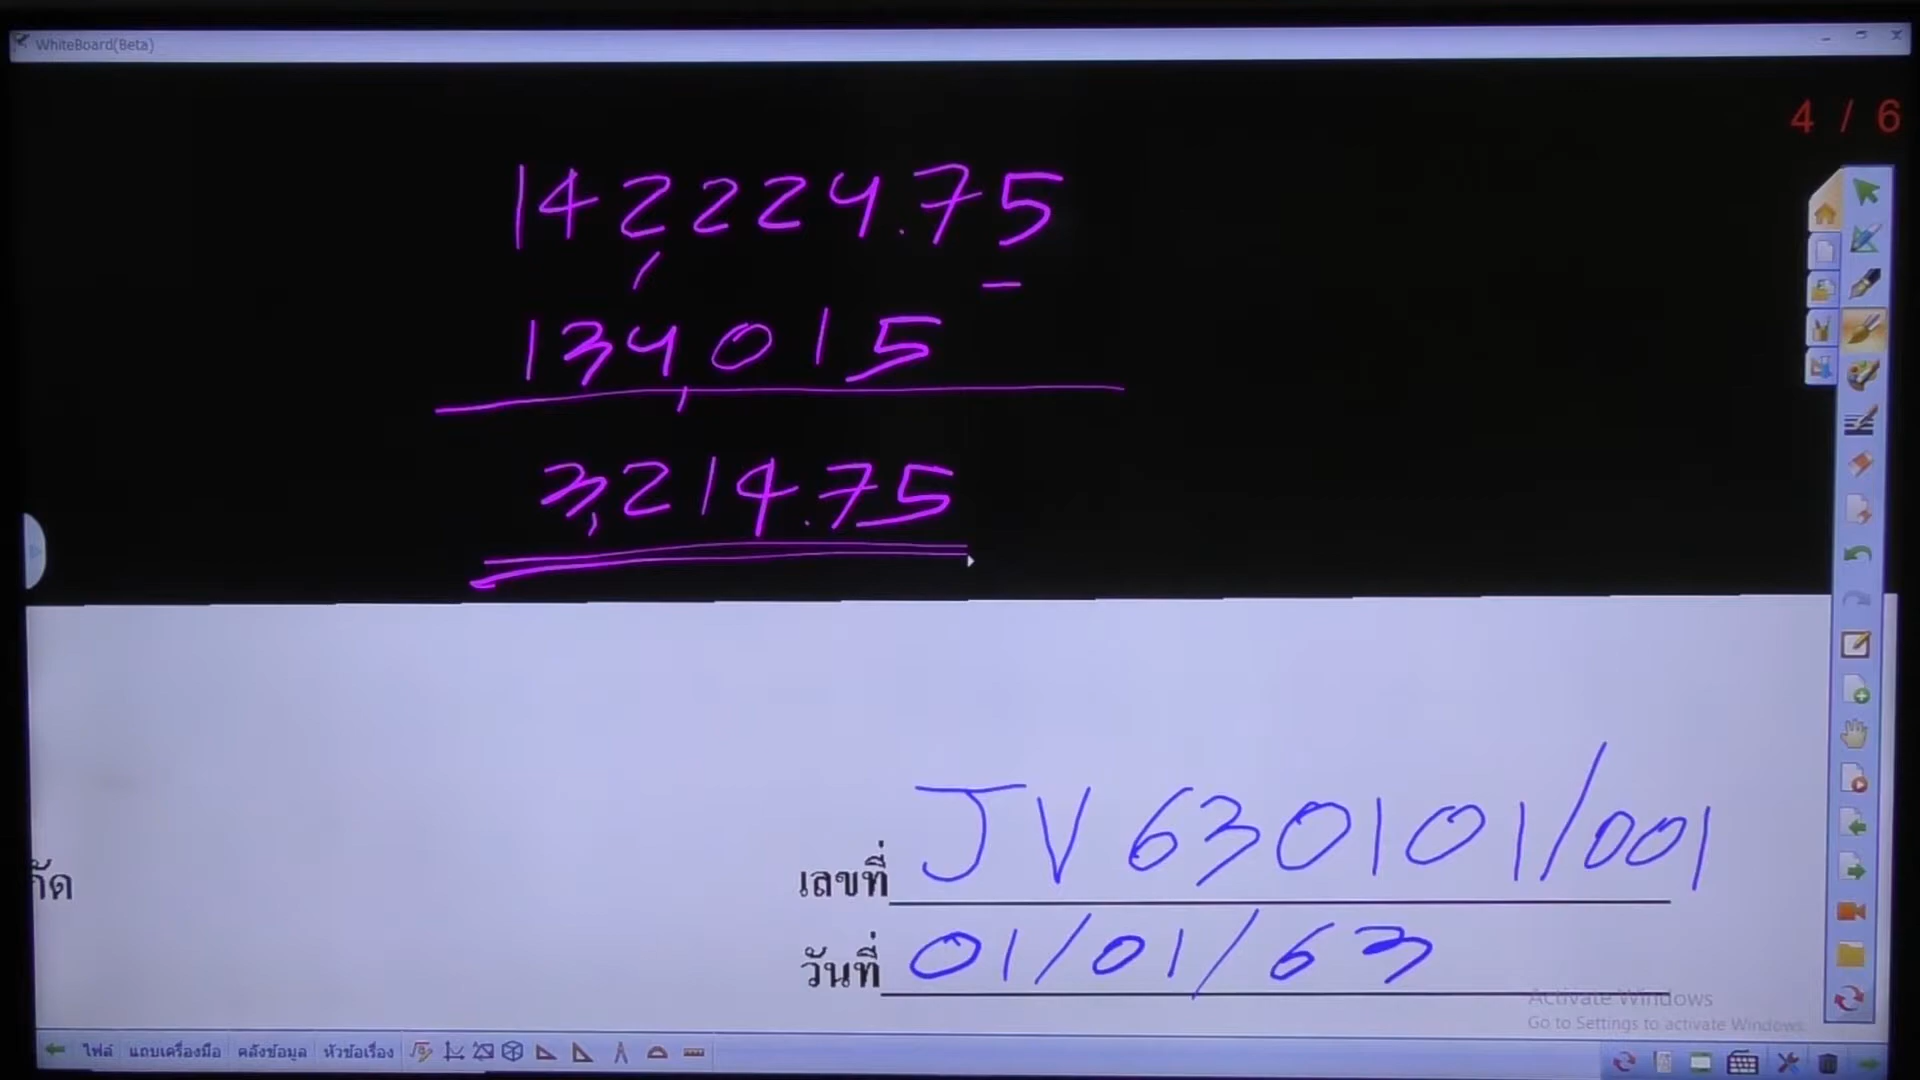 WhiteBoard(Beta)
4 / 6
142,224.75
134,015
3,214.75
กัด
เลขที่ JV630101/001
วันที่ 01/01/63
Activate Windows
Go to Settings to activate Windows.
ไฟล์ แถบเครื่องมือ คลังข้อมูล หัวข้อเรื่อง